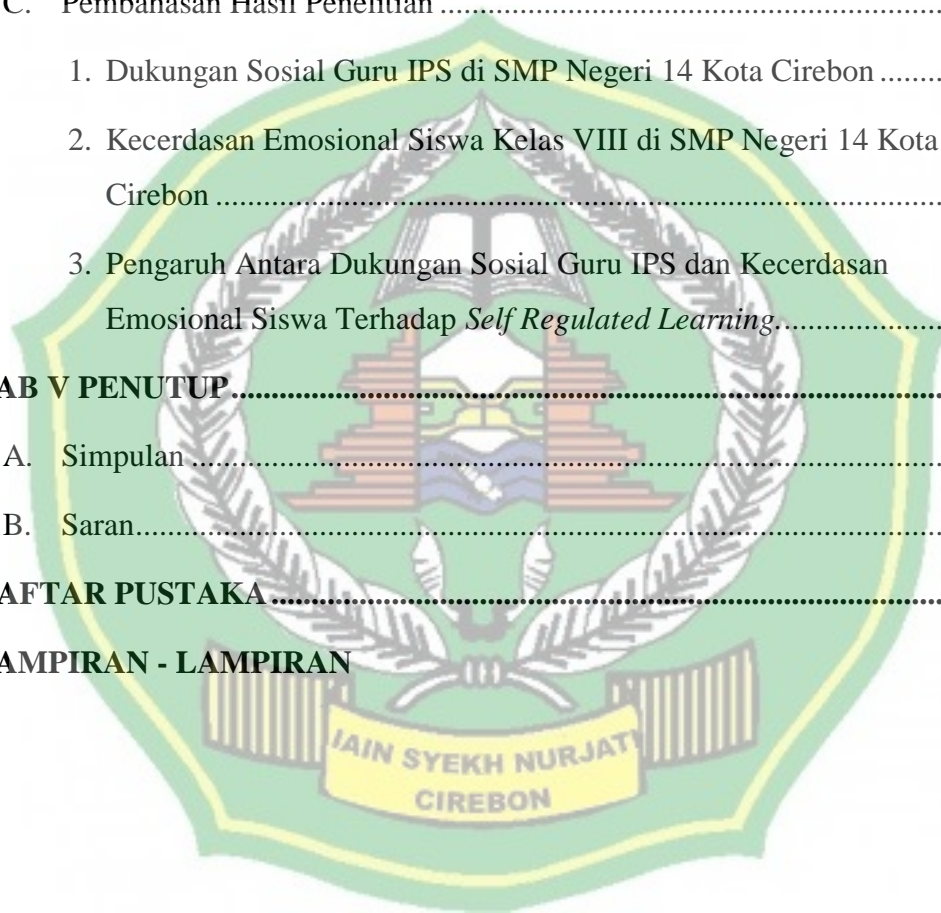 C. Pembahasan Hasil Penelitian ........................................................................
1. Dukungan Sosial Guru IPS di SMP Negeri 14 Kota Cirebon ........
2. Kecerdasan Emosional Siswa Kelas VIII di SMP Negeri 14 Kota
Cirebon ............................................................................................
3. Pengaruh Antara Dukungan Sosial Guru IPS dan Kecerdasan
Emosional Siswa Terhadap Self Regulated Learning.....................
AB V PENUTUP.........................................................................................
A. Simpulan ...............................................................................................
B. Saran......................................................................................................
AFTAR PUSTAKA ....................................................................................
AMPIRAN - LAMPIRAN
IAIN SYEKH NURJATI
CIREBON